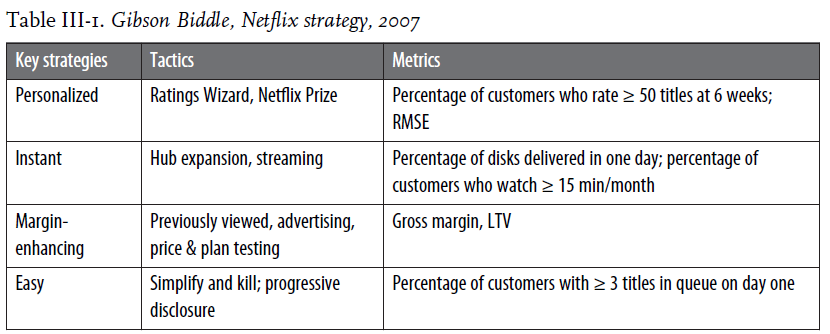 Table III-1. Gibson Biddle, Netflix strategy, 2007
Key strategies Tactics Metrics
Personalized Ratings Wizard, Netflix Prize Percentage of customers who rate ≥ 50 titles at 6 weeks;
RMSE
Instant Hub expansion, streaming Percentage of disks delivered in one day; percentage of
customers who watch ≥ 15 min/month
Margin- Previously viewed, advertising, Gross margin, LTV
enhancing price & plan testing
Easy Simplify and kill; progressive Percentage of customers with ≥ 3 titles in queue on day one
disclosure